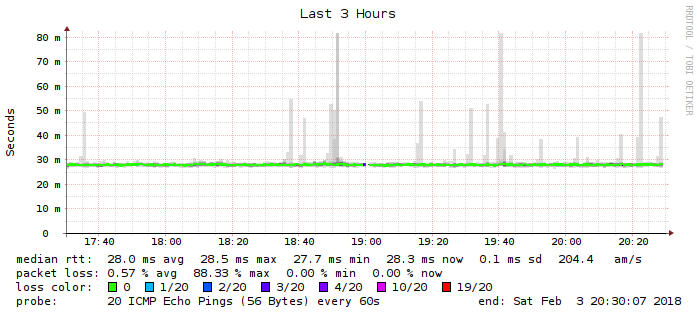 Last 3 Hours
RRDTOOL / TOBI OETIKER
Seconds
80 m
70 m
60 m
50 m
40 m
30 m
20 m
10 m
0
17:40 18:00 18:20 18:40 19:00 19:20 19:40 20:00 20:20
median rtt: 28.0 ms avg 28.5 ms max 27.7 ms min 28.3 ms now 0.1 ms sd 204.4 am/s
packet loss: 0.57 % avg 88.33 % max 0.00 % min 0.00 % now
loss color: 0 1/20 2/20 3/20 4/20 10/20 19/20
probe: 20 ICMP Echo Pings (56 Bytes) every 60s end: Sat Feb 3 20:30:07 2018